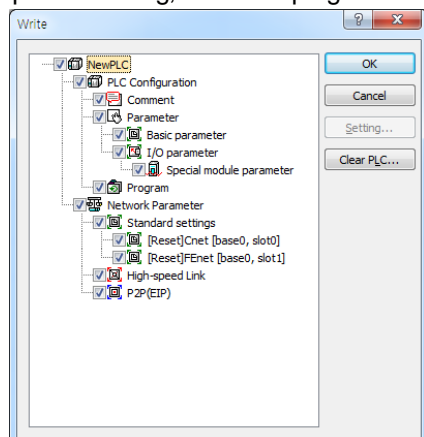 Write
NewPLC
OK
PLC Configuration
Comment
Cancel
Parameter
Basic parameter
Setting...
I/O parameter
Special module parameter
Clear PLC...
Program
Network Parameter
Standard settings
[Reset]Cnet [base0, slot0]
[Reset]FEnet [base0, slot1]
High-speed Link
P2P(EIP)